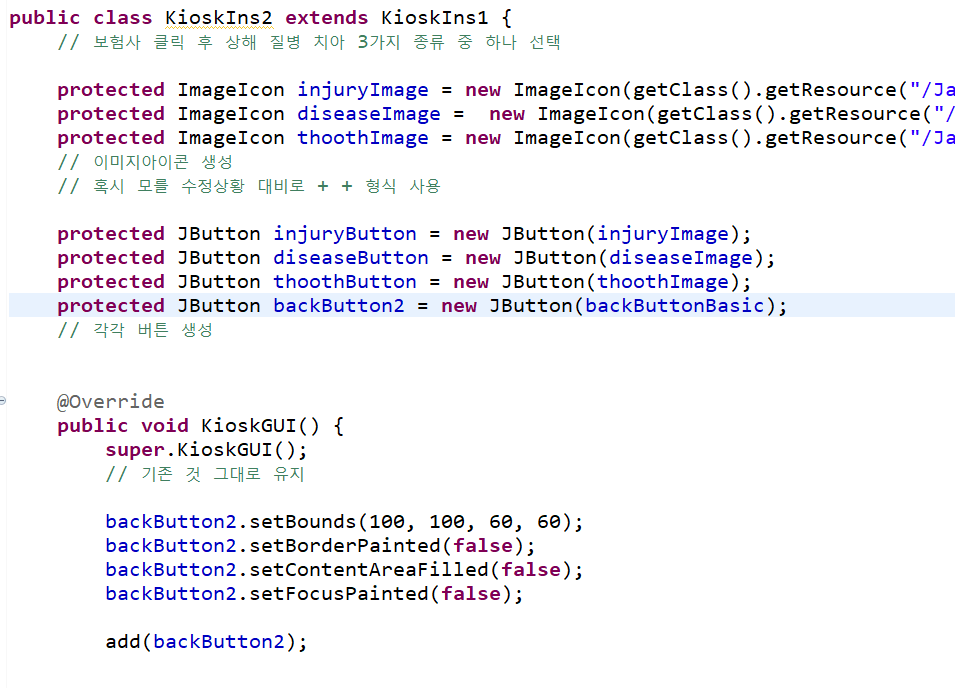 public class KioskIns2 extends KioskIns1 {
// 보험사 클릭 후 상해 질병 치아 3가지 종류 중 하나 선택
protected ImageIcon injuryImage = new ImageIcon(getClass().getResource("/Ja
protected ImageIcon diseaseImage =  new ImageIcon(getClass().getResource("/
protected ImageIcon thoothImage = new ImageIcon(getClass().getResource("/Ja
// 이미지아이콘 생성
// 혹시 모를 수정상황 대비로 + + 형식 사용
protected JButton injuryButton = new JButton(injuryImage);
protected JButton diseaseButton = new JButton(diseaseImage);
protected JButton thoothButton = new JButton(thoothImage);
protected JButton backButton2 = new JButton(backButtonBasic);
// 각각 버튼 생성
@Override
public void KioskGUI() {
super.KioskGUI();
// 기존 것 그대로 유지
backButton2.setBounds(100, 100, 60, 60);
backButton2.setBorderPainted(false);
backButton2.setContentAreaFilled(false);
backButton2.setFocusPainted(false);
add(backButton2);